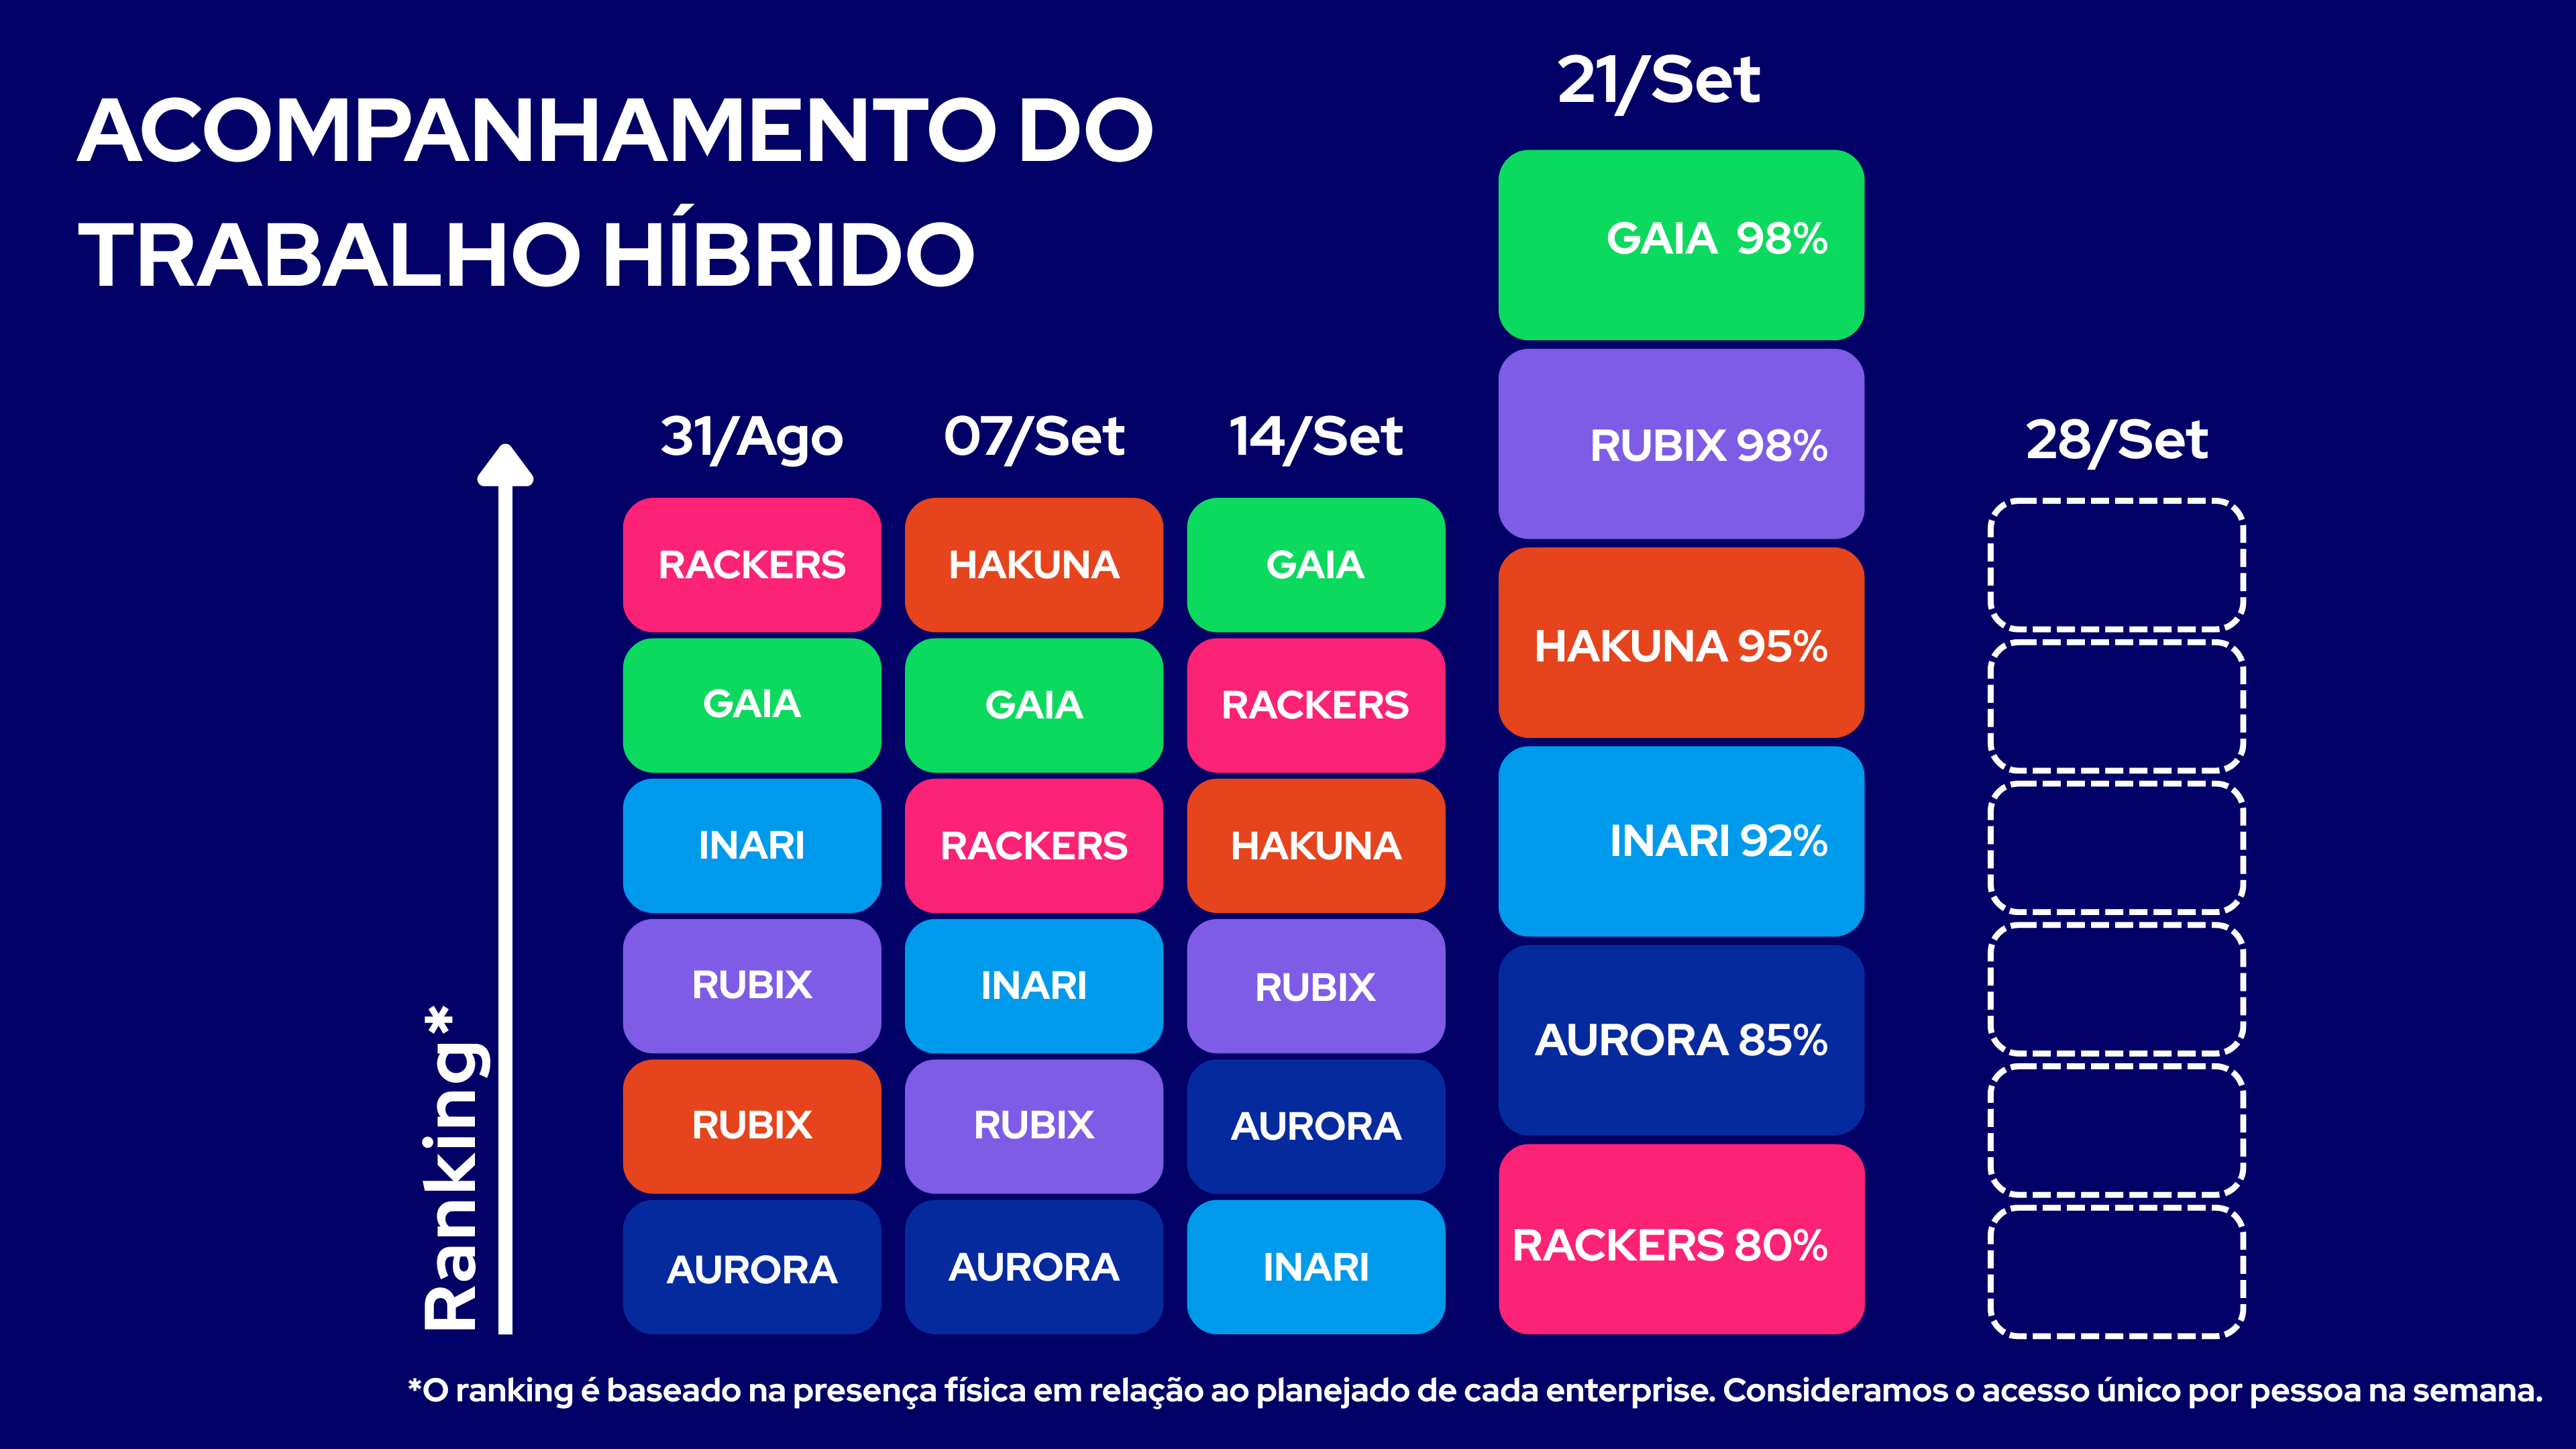 ACOMPANHAMENTO DO
TRABALHO HÍBRIDO
Ranking*
31/Ago
RACKERS
GAIA
INARI
RUBIX
RUBIX
AURORA
07/Set
HAKUNA
GAIA
RACKERS
INARI
RUBIX
AURORA
14/Set
GAIA
RACKERS
HAKUNA
RUBIX
AURORA
INARI
21/Set
GAIA 98%
RUBIX 98%
HAKUNA 95%
INARI 92%
AURORA 85%
RACKERS 80%
28/Set
*O ranking é baseado na presença física em relação ao planejado de cada enterprise. Consideramos o acesso único por pessoa na semana.